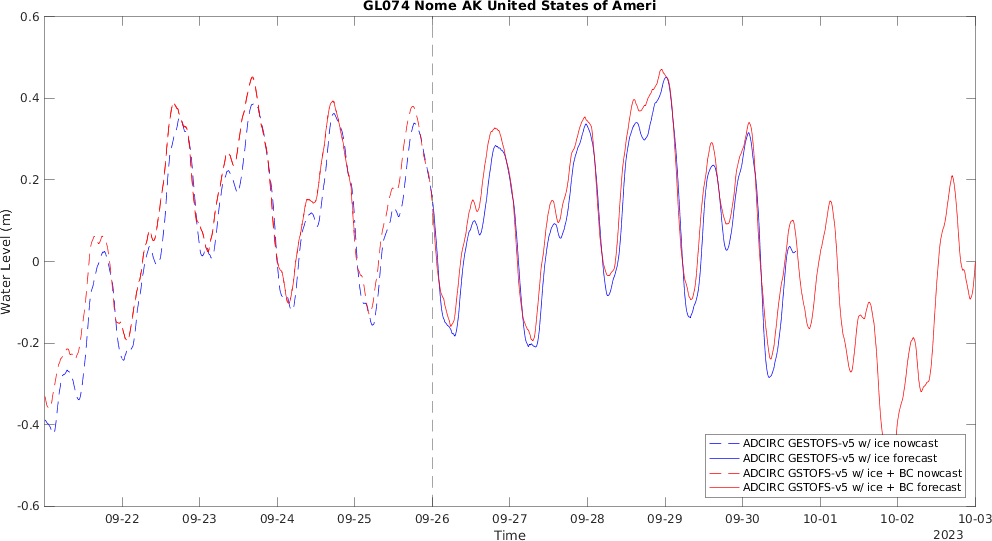 GL074 Nome AK United States of Ameri
Water Level (m)
0.6
0.4
0.2
0
-0.2
-0.4
-0.6
09-22 09-23 09-24 09-25 09-26 09-27 09-28 09-29 09-30 10-01 10-02 10-03
Time
2023
ADCIRC GESTOFS-v5 w/ ice nowcast
ADCIRC GESTOFS-v5 w/ ice forecast
ADCIRC GSTOFS-v5 w/ ice + BC nowcast
ADCIRC GSTOFS-v5 w/ ice + BC forecast